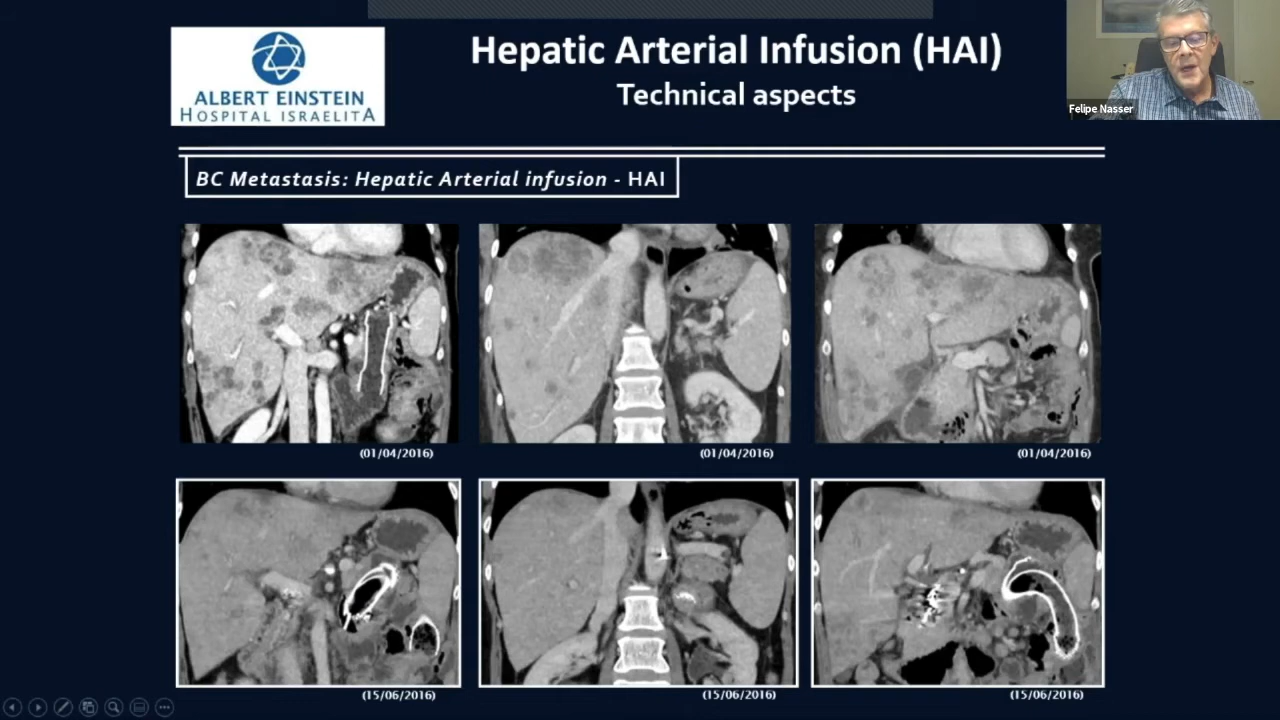 ALBERT EINSTEIN
HOSPITAL ISRAELITA
Hepatic Arterial Infusion (HAI)
Technical aspects
Felipe Nasser
BC Metastasis: Hepatic Arterial infusion - HAI
(01/04/2016)
(01/04/2016)
(01/04/2016)
(15/06/2016)
(15/06/2016)
(15/06/2016)